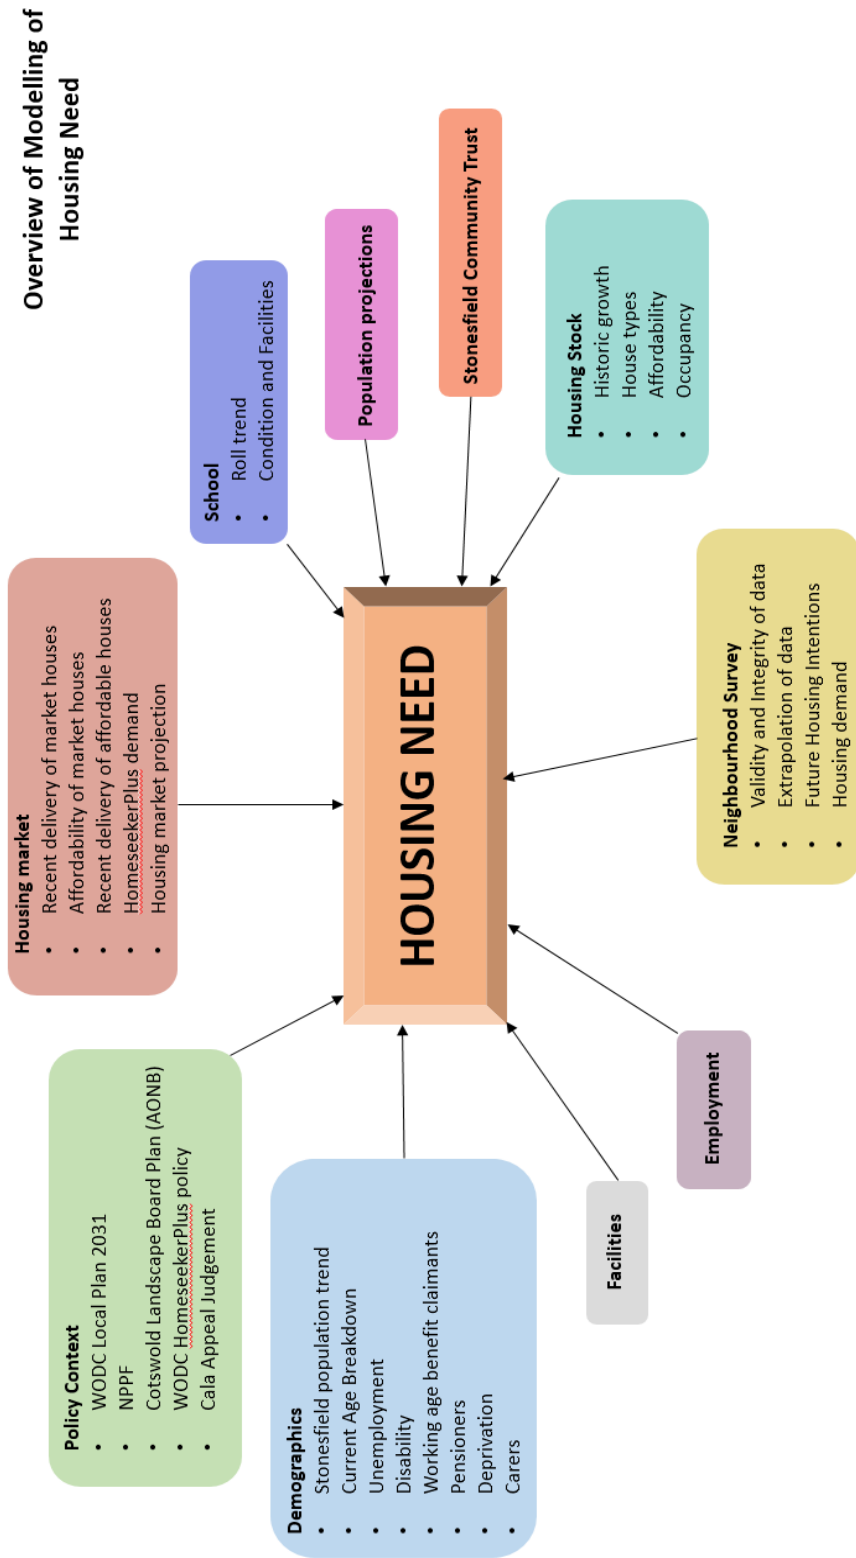 Overview of Modelling of
Housing Need
Policy Context
• WODC Local Plan 2031
• NPPF
• Cotswold Landscape Board Plan (AONB)
• WODC HomeseekerPlus policy
• Cala Appeal Judgement
Housing market
• Recent delivery of market houses
• Affordability of market houses
• Recent delivery of affordable houses
• HomeseekerPlus demand
• Housing market projection
School
• Roll trend
• Condition and Facilities
Population projections
Stonesfield Community Trust
Demographics
• Stonesfield population trend
• Current Age Breakdown
• Unemployment
• Disability
• Working age benefit claimants
• Pensioners
• Deprivation
• Carers
HOUSING NEED
Housing Stock
• Historic growth
• House types
• Affordability
• Occupancy
Facilities
Employment
Neighbourhood Survey
• Validity and Integrity of data
• Extrapolation of data
• Future Housing Intentions
• Housing demand